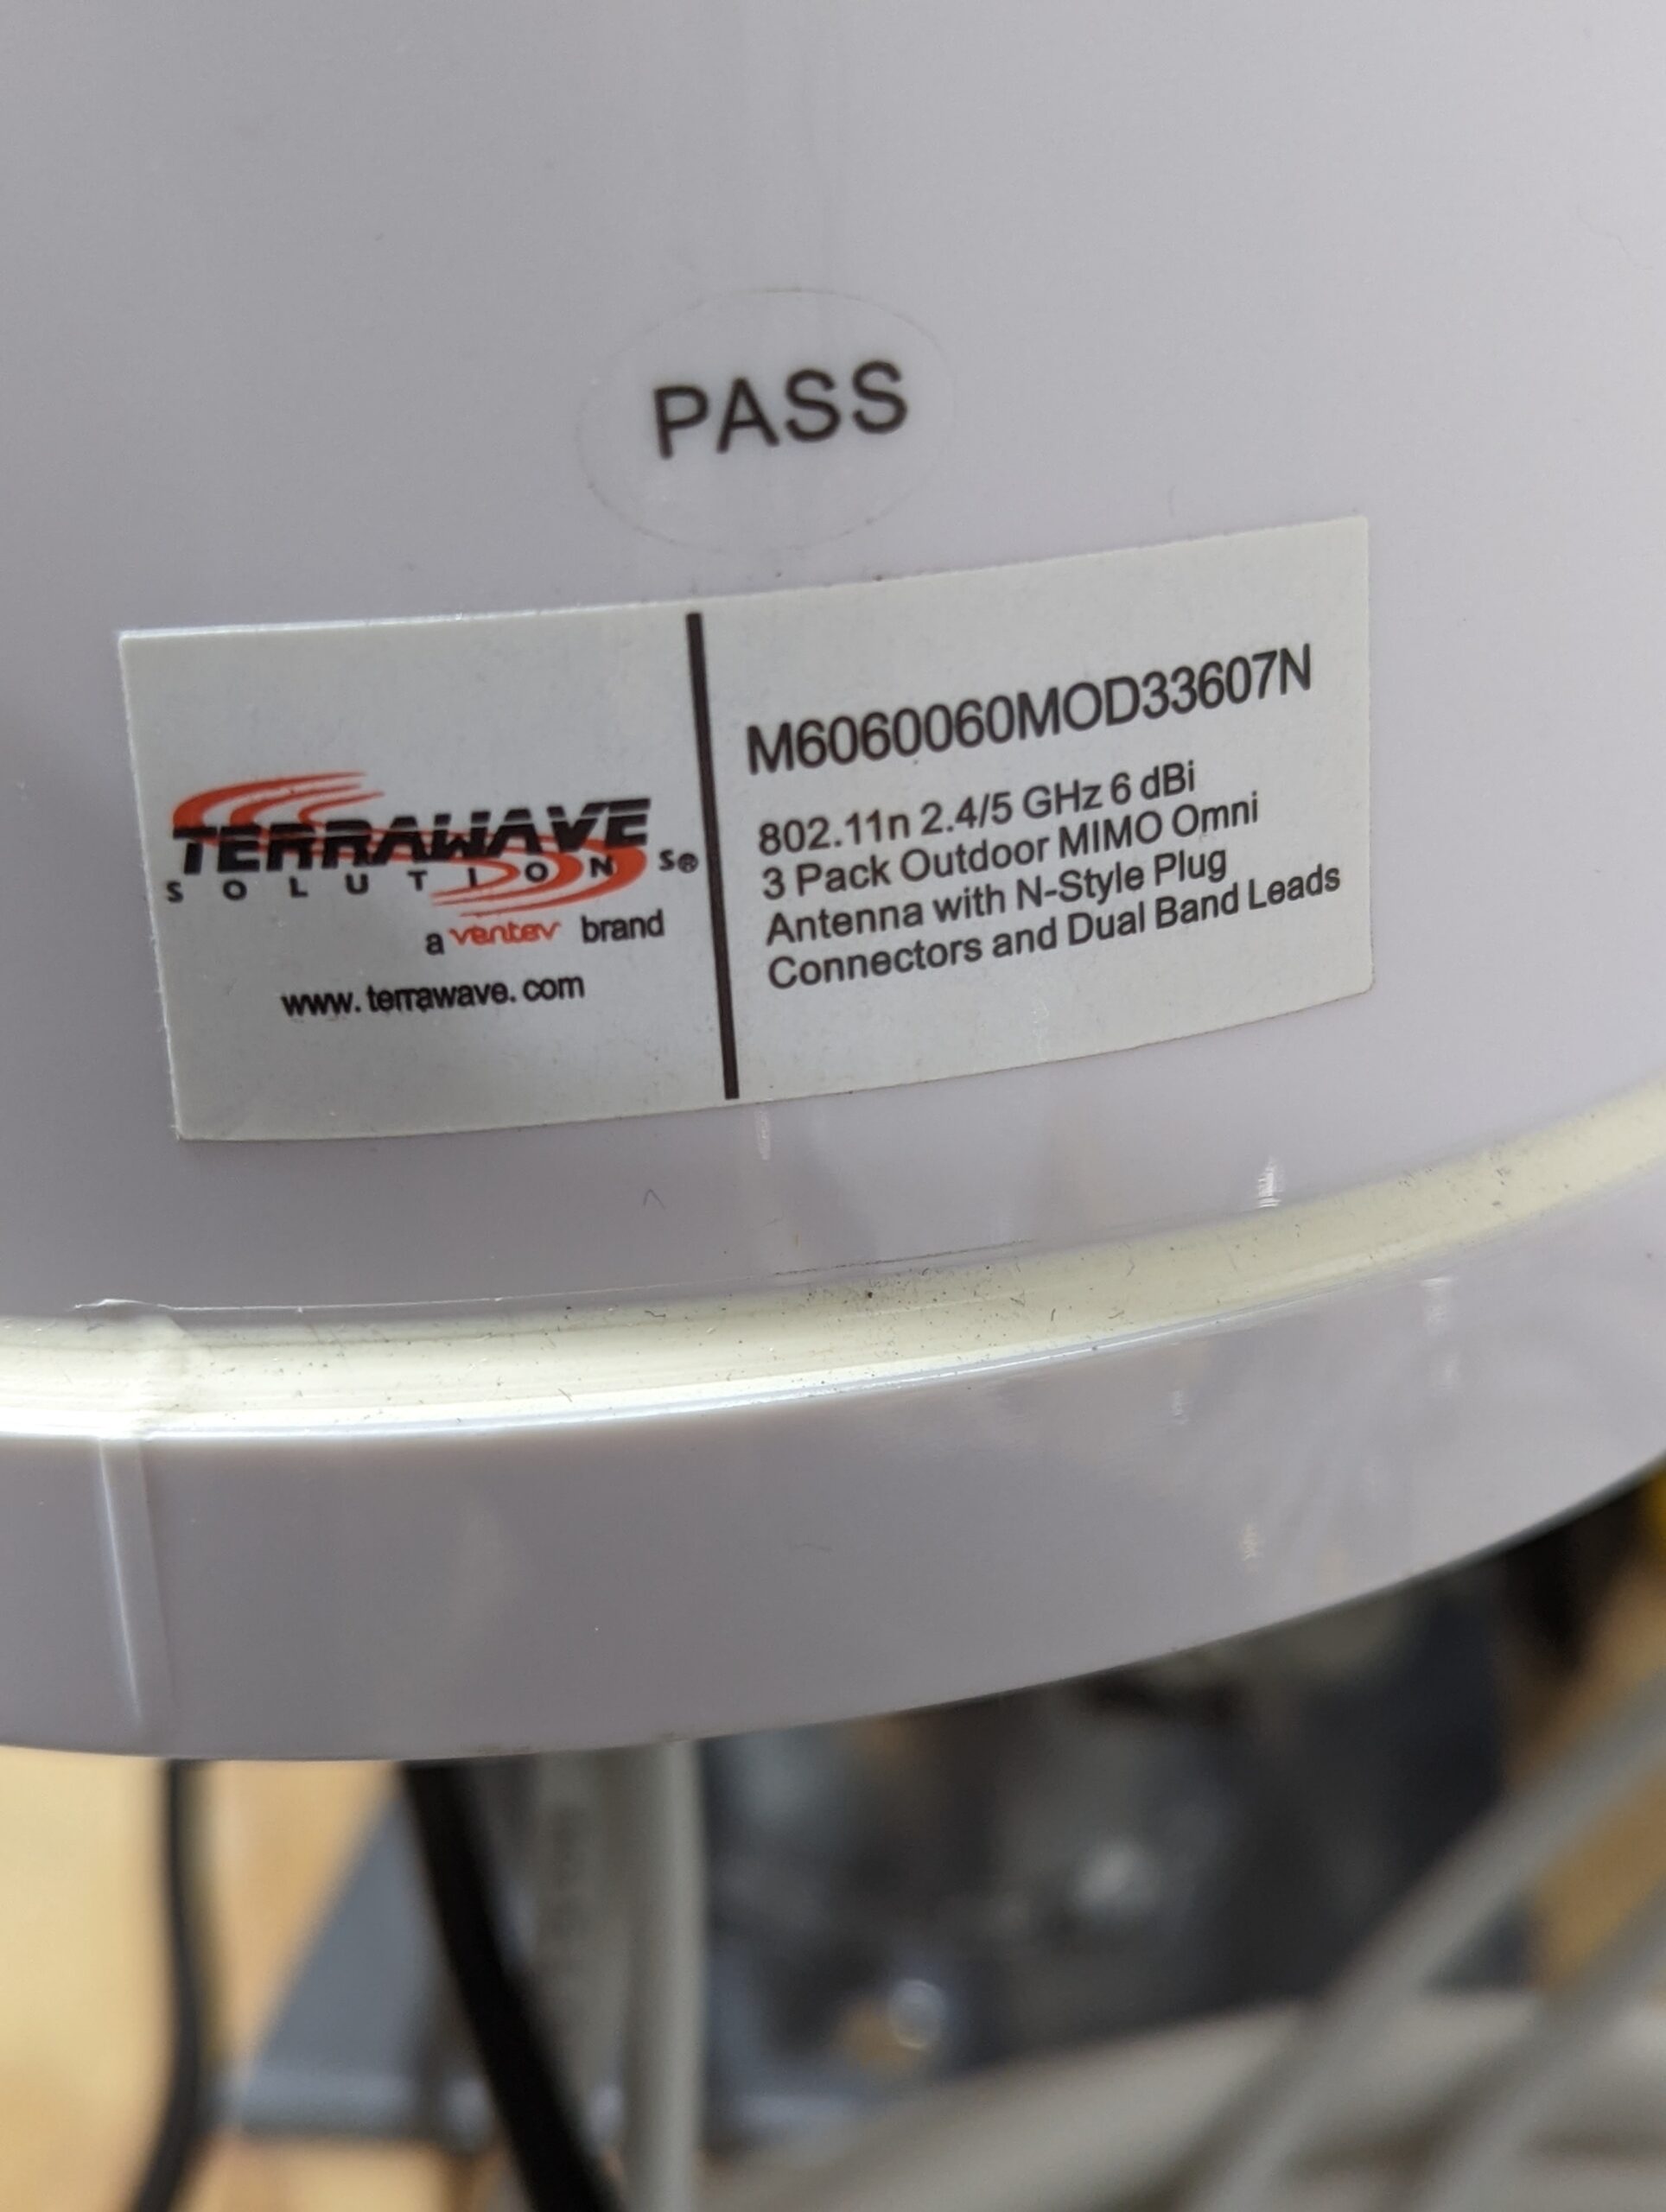 PASS
TERRAWAVE
SOLUTIONS®
a ventev brand
www.terrawave.com
M6060060MOD33607N
802.11n 2.4/5 GHz 6 dBi
3 Pack Outdoor MIMO Omni
Antenna with N-Style Plug
Connectors and Dual Band Leads